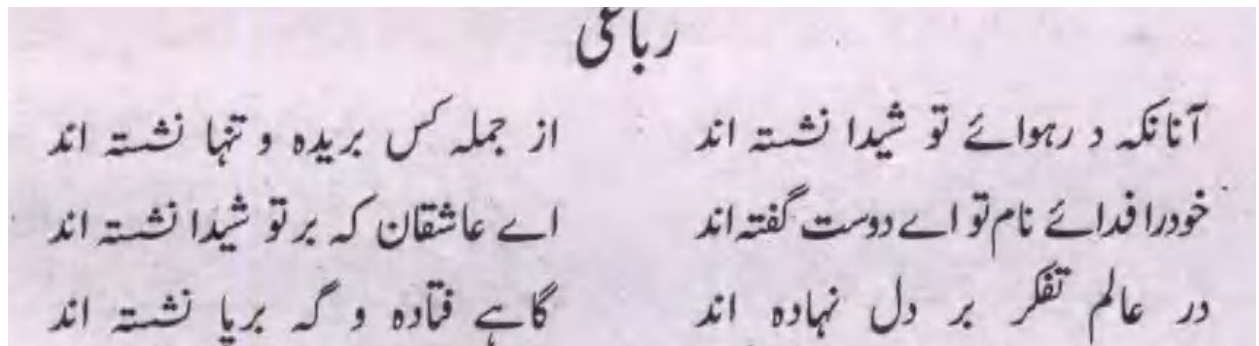 رباعی
آنانکہ د رہوائے تو شیدا نشستہ اند از جملہ کس بریدہ و تنہا نشستہ اند
خودرا فدائے نام تو اے دوست گفتہ اند اے عاشقان کہ بر تو شیدا نشستہ اند
در عالم تفکر بر دل نہادہ اند گاہے فتادہ و گہ برپا نشستہ اند